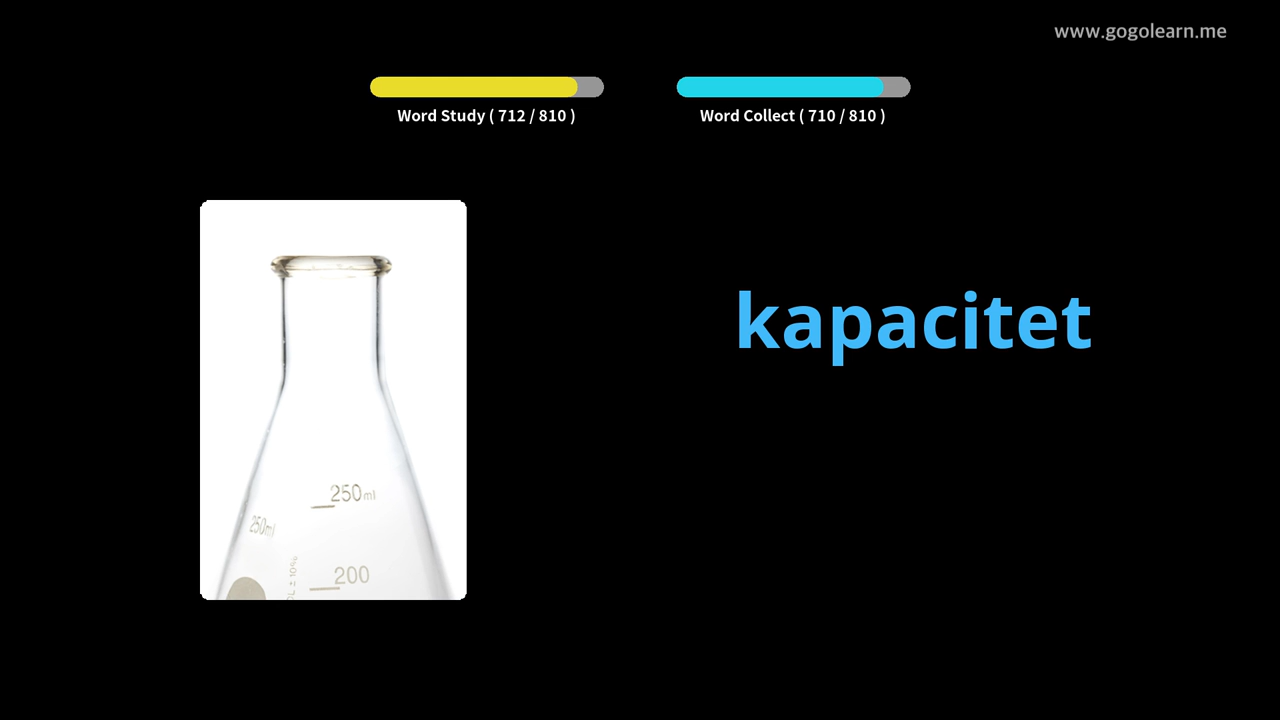 www.gogolearn.me
Word Study ( 712 / 810 )
Word Collect ( 710 / 810 )
kapacitet
250ml
250ml
200